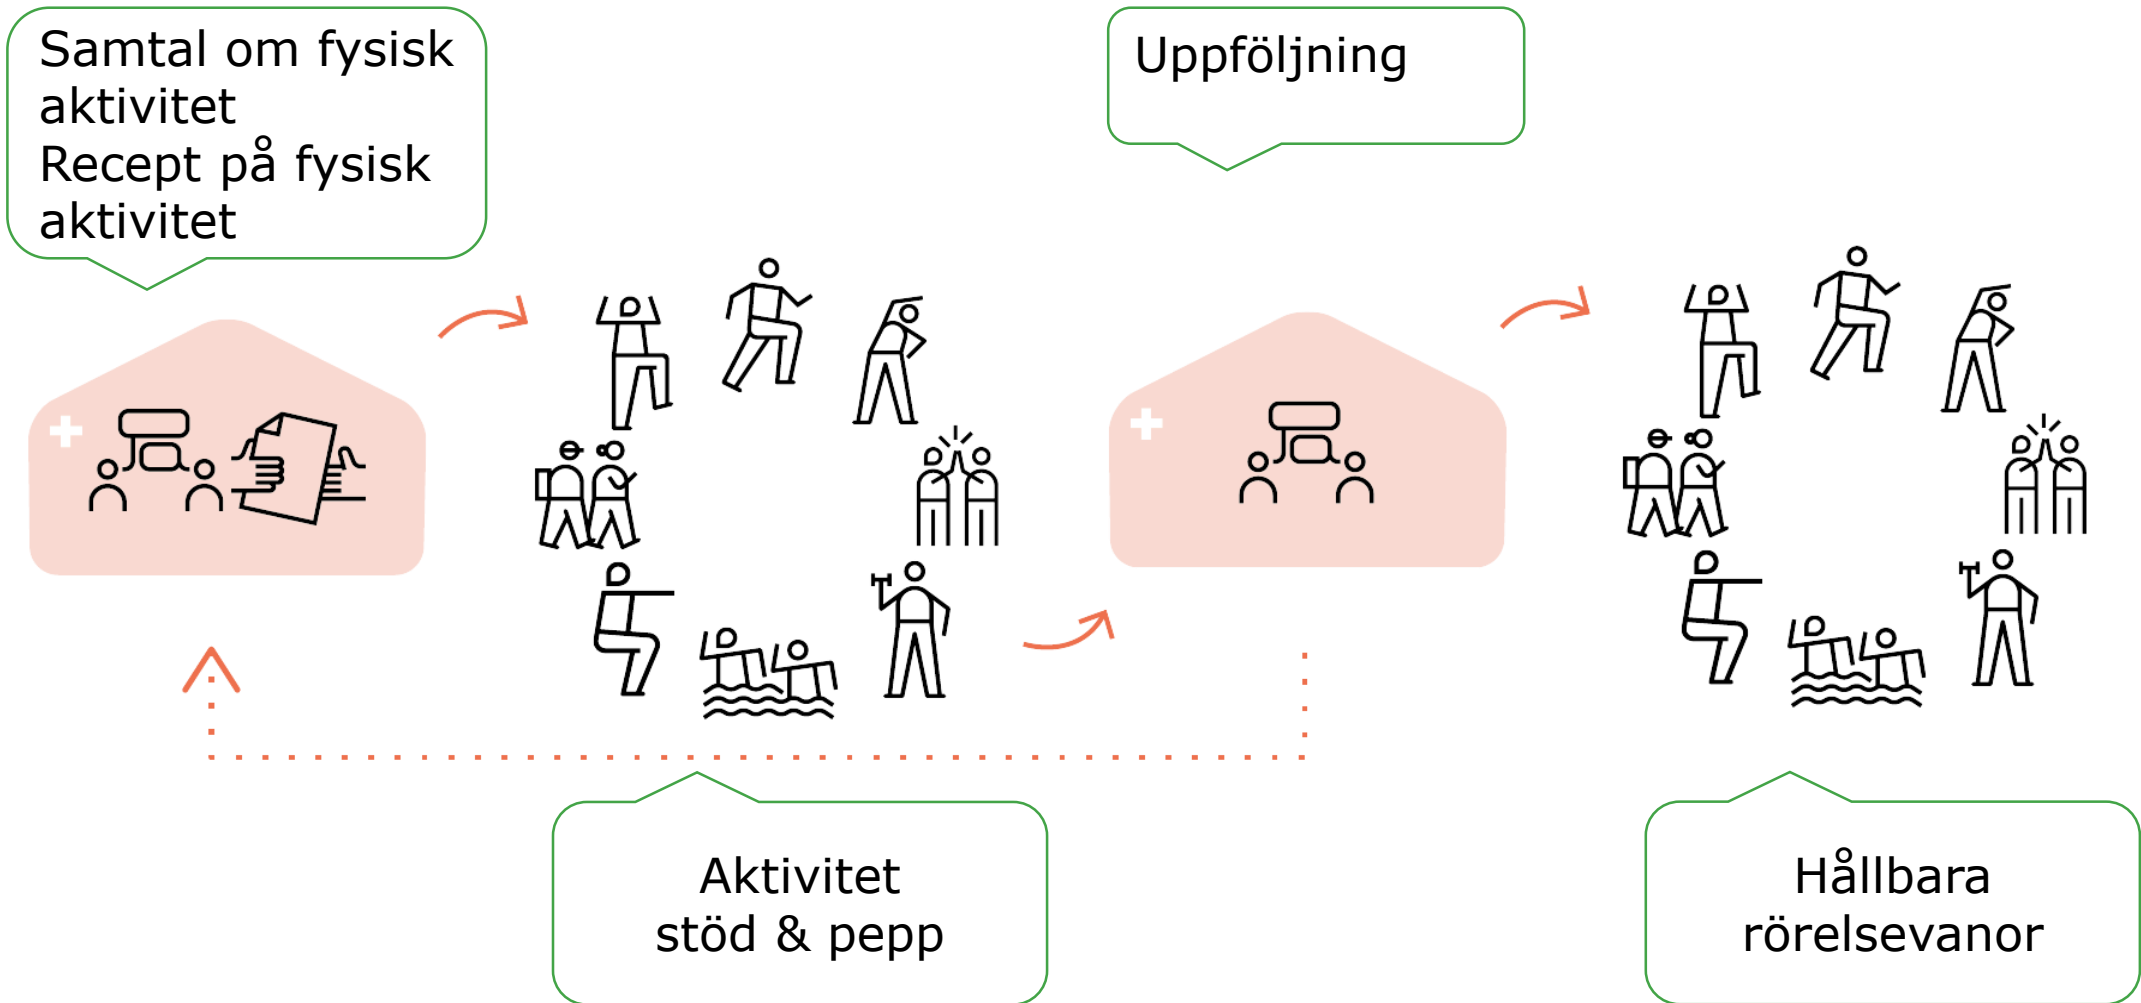 Samtal om fysisk
aktivitet
Recept på fysisk
aktivitet
Uppföljning
Aktivitet
stöd & pepp
Hållbara
rörelsevanor